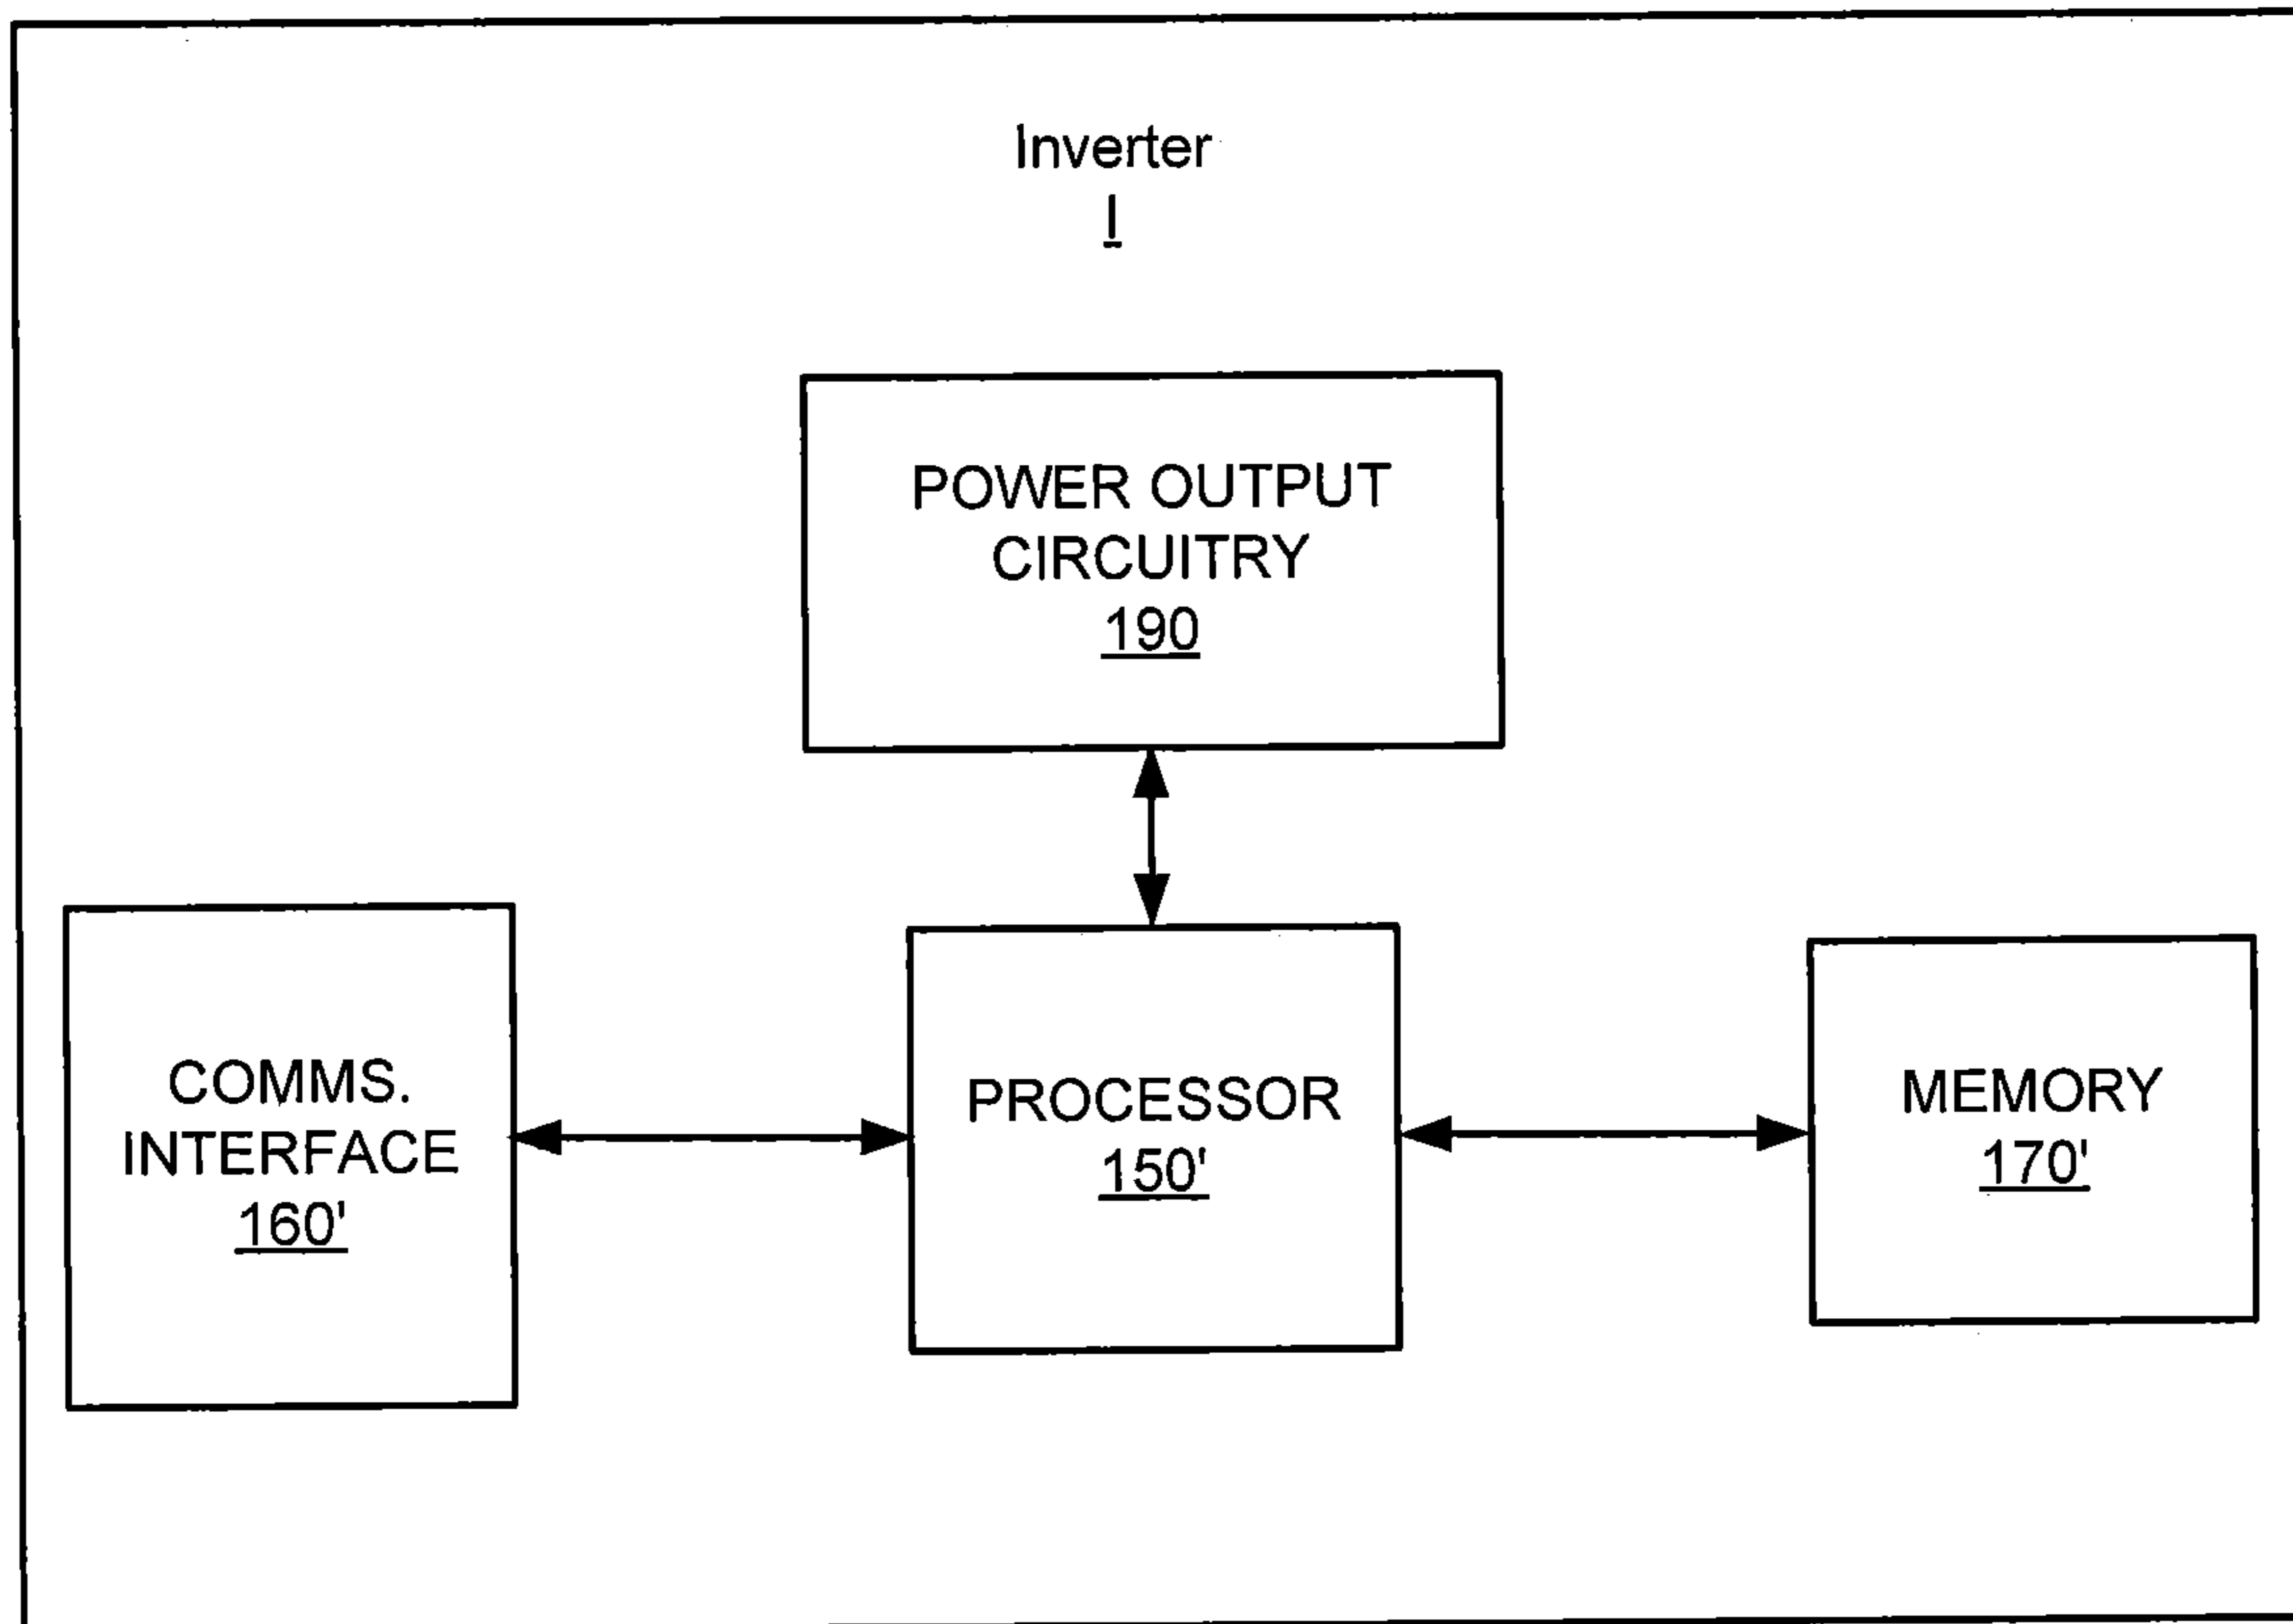 Inverter
I
POWER OUTPUT
CIRCUITRY
190
COMMS.
INTERFACE
160'
PROCESSOR
150'
MEMORY
170'